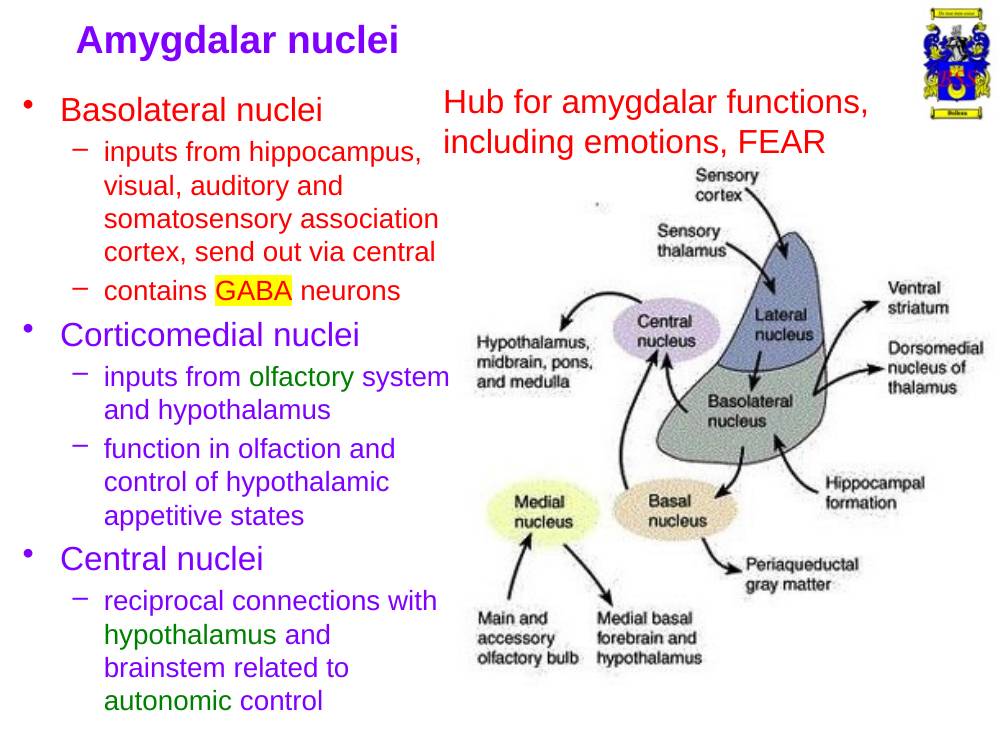 Amygdalar nuclei
• Basolateral nuclei
– inputs from hippocampus,
visual, auditory and
somatosensory association
cortex, send out via central
– contains GABA neurons
• Corticomedial nuclei
– inputs from olfactory system
and hypothalamus
– function in olfaction and
control of hypothalamic
appetitive states
• Central nuclei
– reciprocal connections with
hypothalamus and
brainstem related to
autonomic control
Hub for amygdalar functions,
including emotions, FEAR
Sensory
cortex
Sensory
thalamus
Lateral
nucleus
Central
nucleus
Hypothalamus,
midbrain, pons,
and medulla
Ventral
striatum
Dorsomedial
nucleus of
thalamus
Basolateral
nucleus
Hippocampal
formation
Medial
nucleus
Basal
nucleus
Periaqueductal
gray matter
Main and
accessory
olfactory bulb
Medial basal
forebrain and
hypothalamus